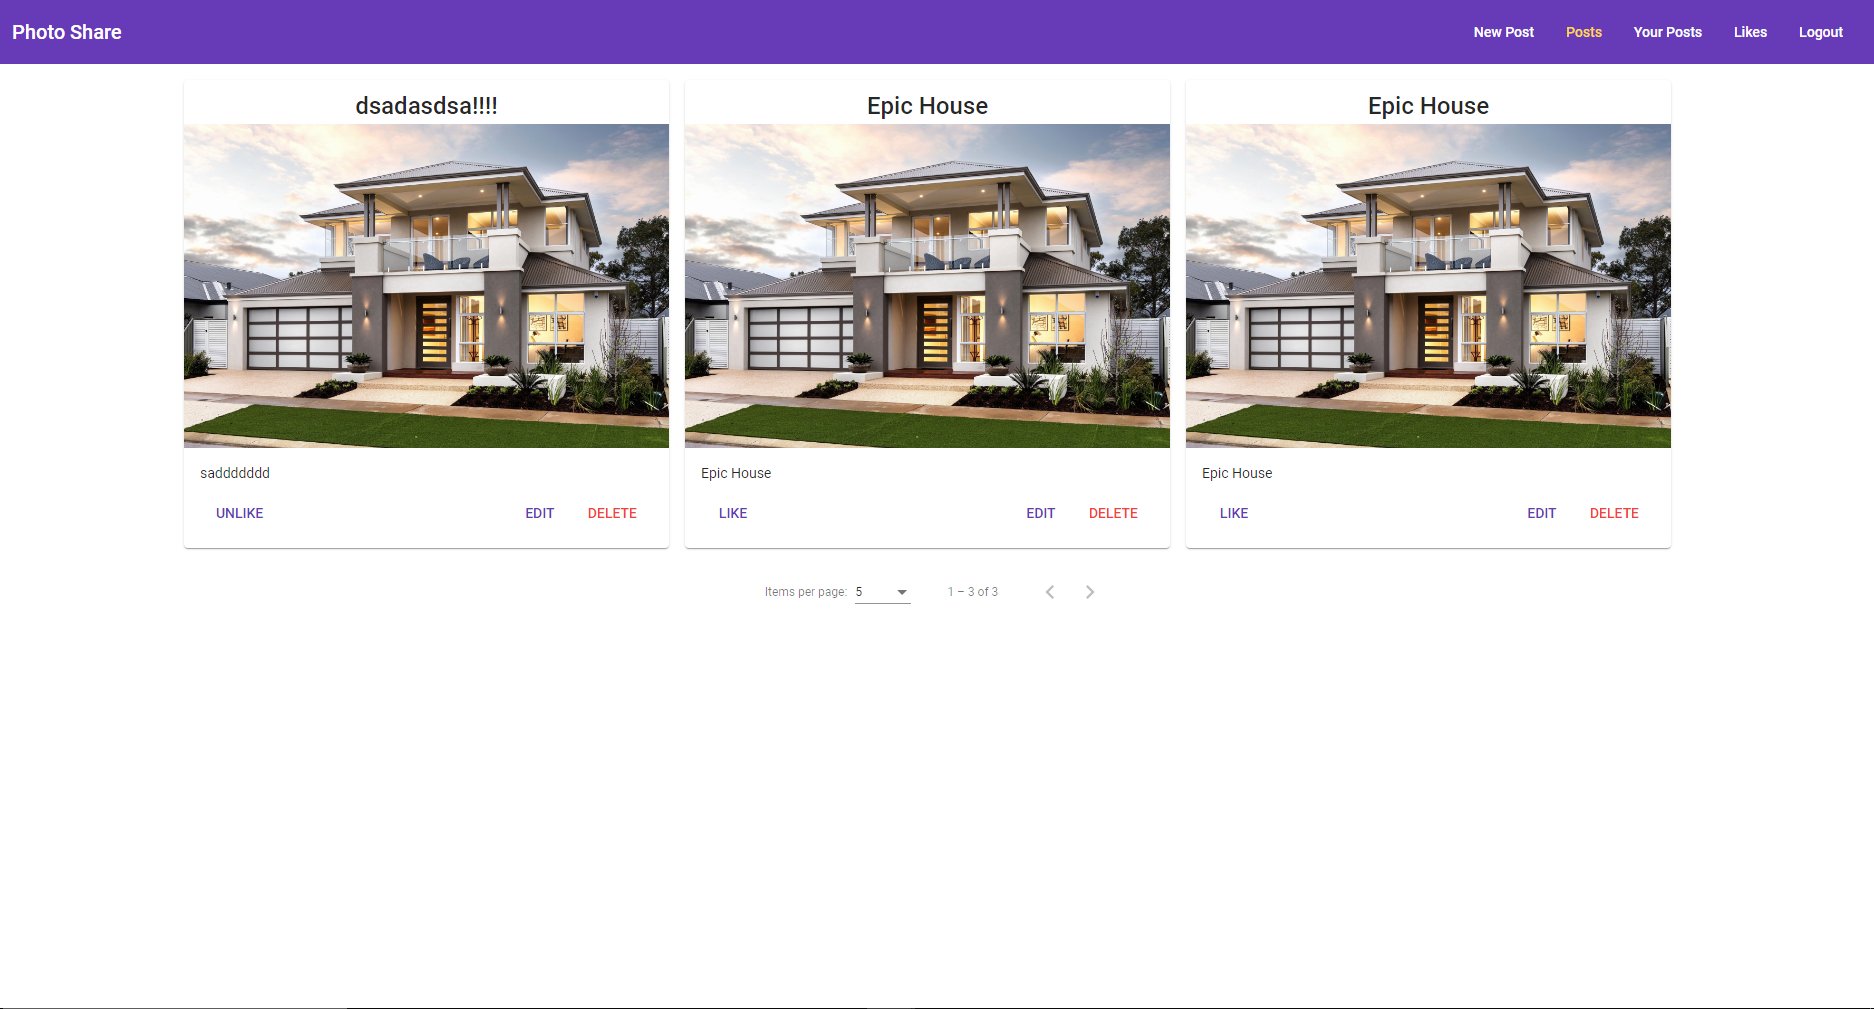 Photo Share
New Post Posts Your Posts Likes Logout
dsadasdsa!!!!
saddddddd
UNLIKE EDIT DELETE
Epic House
Epic House
LIKE EDIT DELETE
Epic House
Epic House
LIKE EDIT DELETE
Items per page: 5 1 – 3 of 3